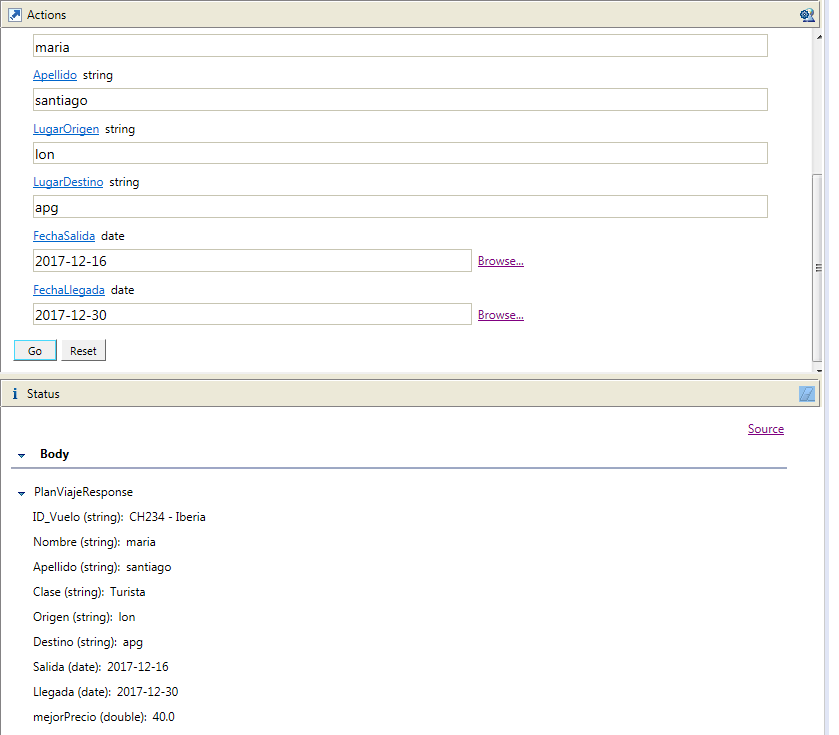 Actions
maria
Apellido string
santiago
LugarOrigen string
lon
LugarDestino string
apg
FechaSalida date
2017-12-16 Browse...
FechaLlegada date
2017-12-30 Browse...
Go Reset
i Status
Source
Body
PlanViajeResponse
ID_Vuelo (string): CH234 - Iberia
Nombre (string): maria
Apellido (string): santiago
Clase (string): Turista
Origen (string): lon
Destino (string): apg
Salida (date): 2017-12-16
Llegada (date): 2017-12-30
mejorPrecio (double): 40.0